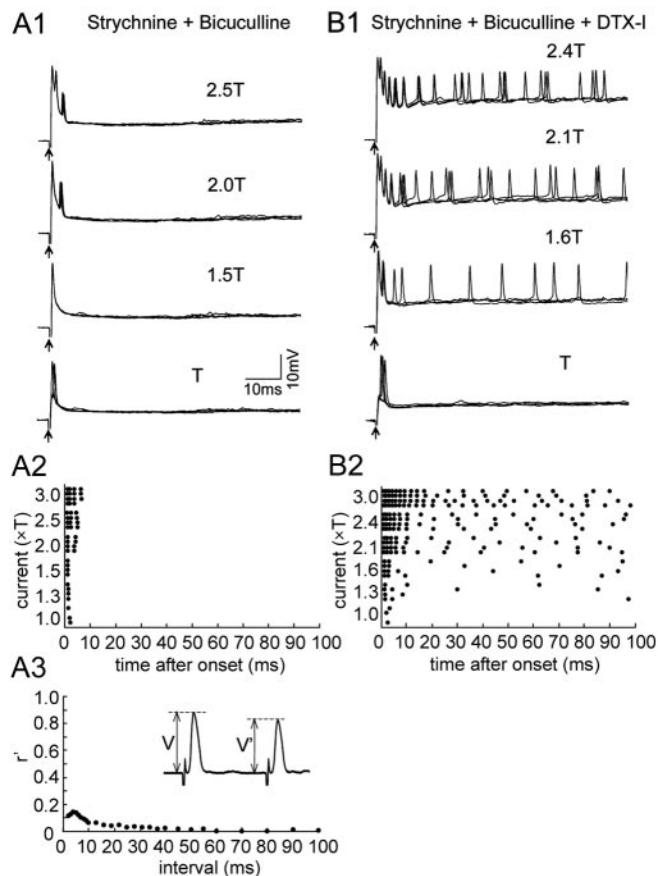 A1 Strychnine + Bicuculline
2.5T
2.0T
1.5T
T
10ms
10mV
B1 Strychnine + Bicuculline + DTX-I
2.4T
2.1T
1.6T
T
A2
current (×T)
3.0
2.5
2.0
1.5
1.3
1.0
0 10 20 30 40 50 60 70 80 90 100
time after onset (ms)
B2
current (×T)
3.0
2.4
2.1
1.6
1.3
1.0
0 10 20 30 40 50 60 70 80 90 100
time after onset (ms)
A3
r'
1.0
0.8
0.6
0.4
0.2
0
V V'
0 10 20 30 40 50 60 70 80 90 100
interval (ms)